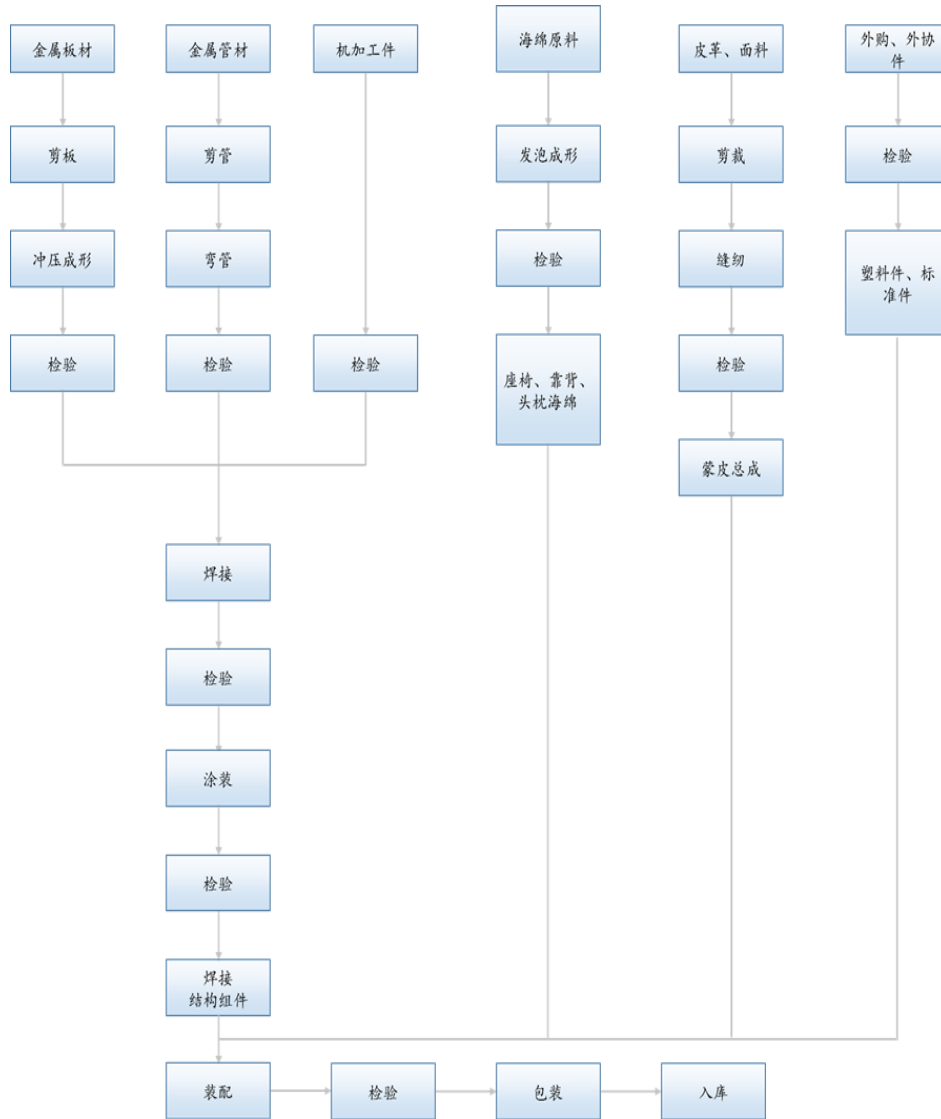 金属板材
金属管材
机加工件
海绵原料
皮革、面料
外购、外协
件
剪板
剪管
发泡成形
剪裁
检验
冲压成形
弯管
检验
缝纫
塑料件、标
准件
检验
检验
检验
座椅、靠背、
头枕海绵
检验
蒙皮总成
焊接
检验
涂装
检验
焊接
结构组件
装配
检验
包装
入库